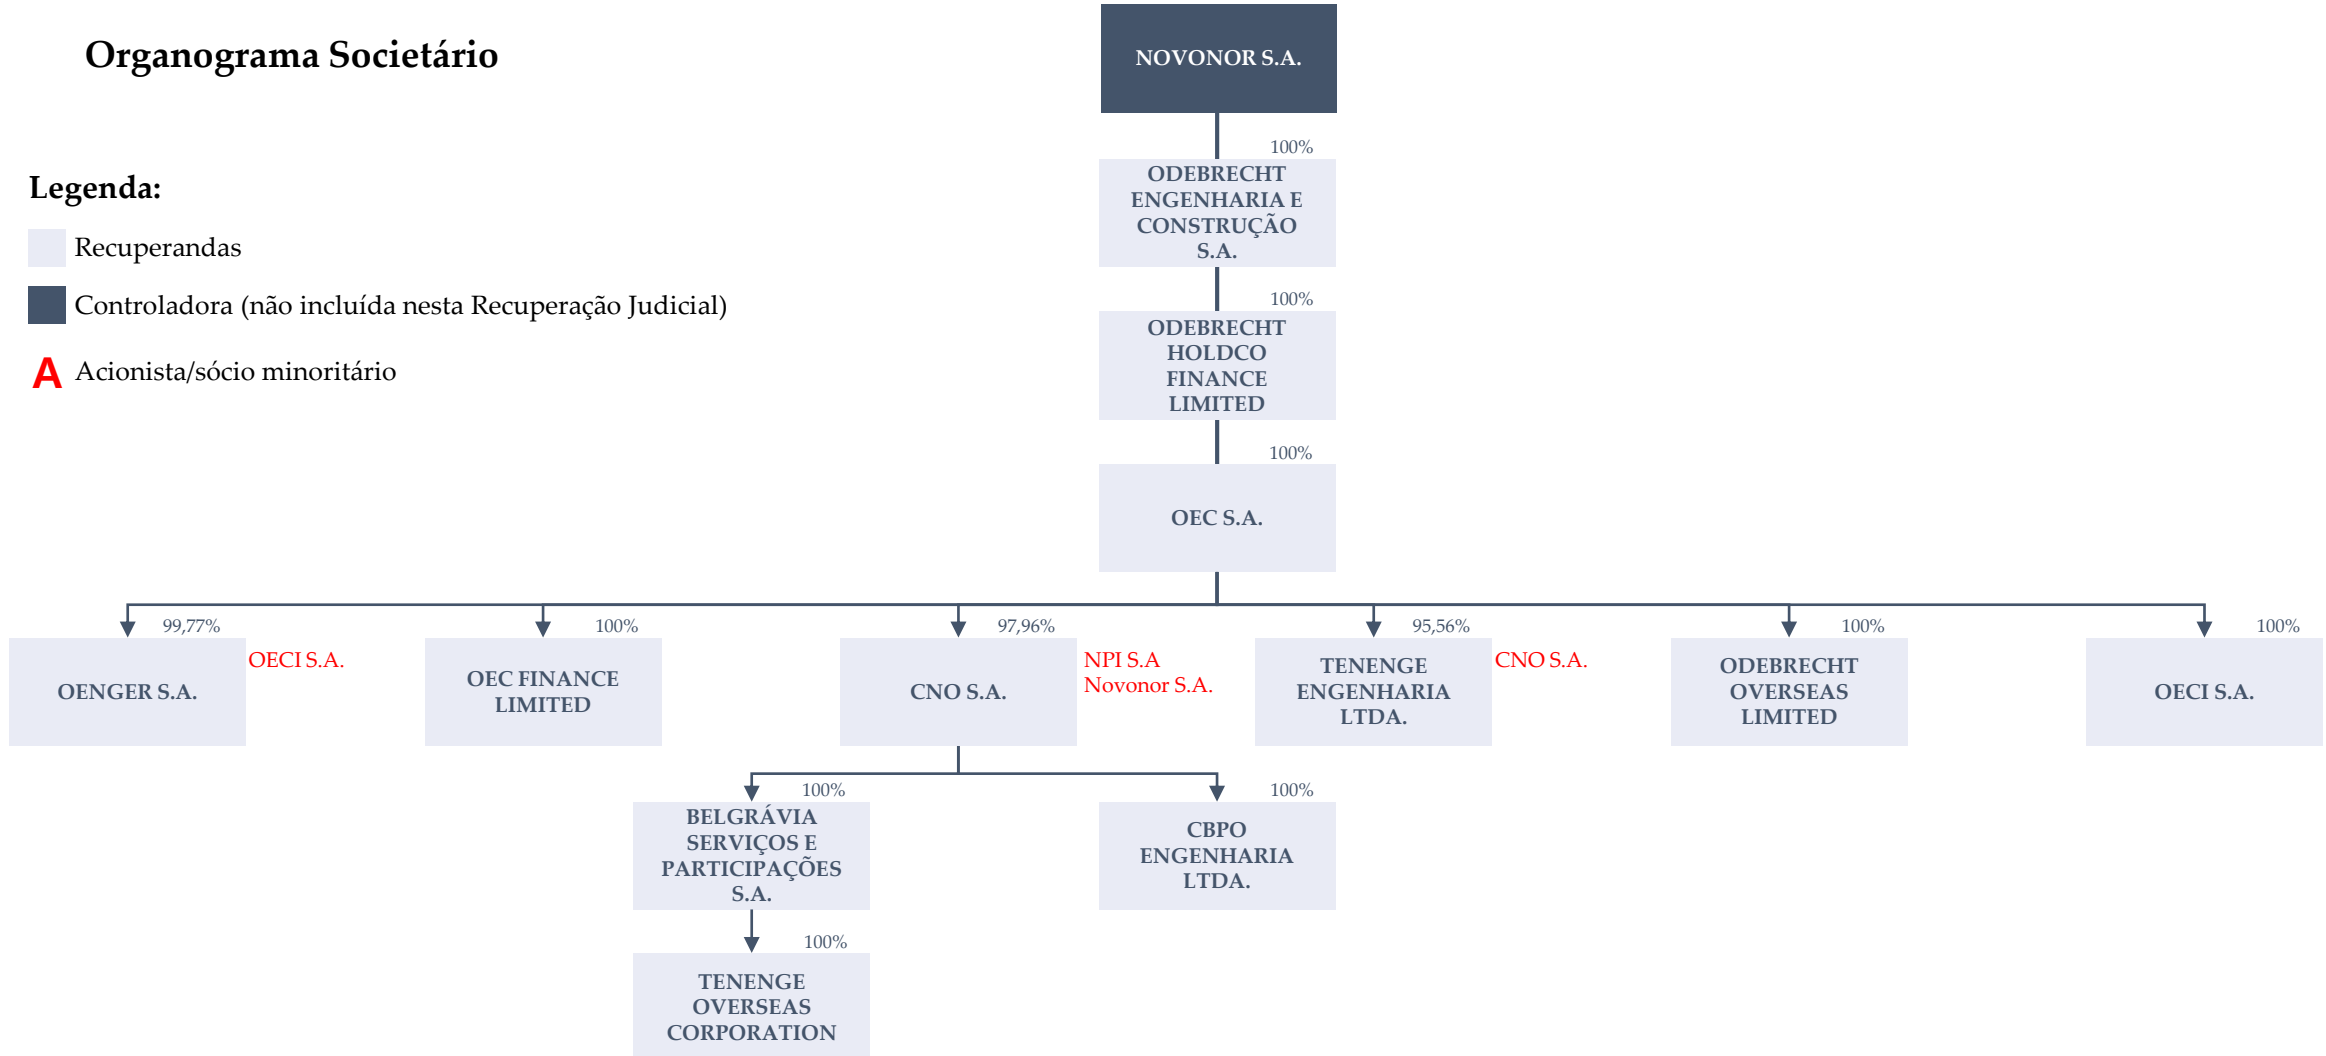 Organograma Societário
NOVONOR S.A.
Legenda:
Recuperandas
Controladora (não incluída nesta Recuperação Judicial)
A Acionista/sócio minoritário
100%
ODEBRECHT
ENGENHARIA E
CONSTRUÇÃO
S.A.
100%
ODEBRECHT
HOLDCO
FINANCE
LIMITED
100%
OEC S.A.
99,77%
OENGER S.A.
OECI S.A.
100%
OEC FINANCE
LIMITED
97,96%
CNO S.A.
NPI S.A
Novonor S.A.
95,56%
TENENGE
ENGENHARIA
LTDA.
CNO S.A.
100%
ODEBRECHT
OVERSEAS
LIMITED
100%
OECI S.A.
100%
BELGRÁVIA
SERVIÇOS E
PARTICIPAÇÕES
S.A.
100%
CBPO
ENGENHARIA
LTDA.
100%
TENENGE
OVERSEAS
CORPORATION